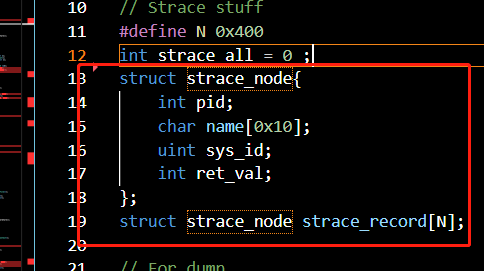 10 // Strace stuff
11 #define N 0x400
12 int strace_all = 0 ;
13 struct strace_node{
14 int pid;
15 char name[0x10];
16 uint sys_id;
17 int ret_val;
18 };
19 struct strace_node strace_record[N];
20
21 // For dump